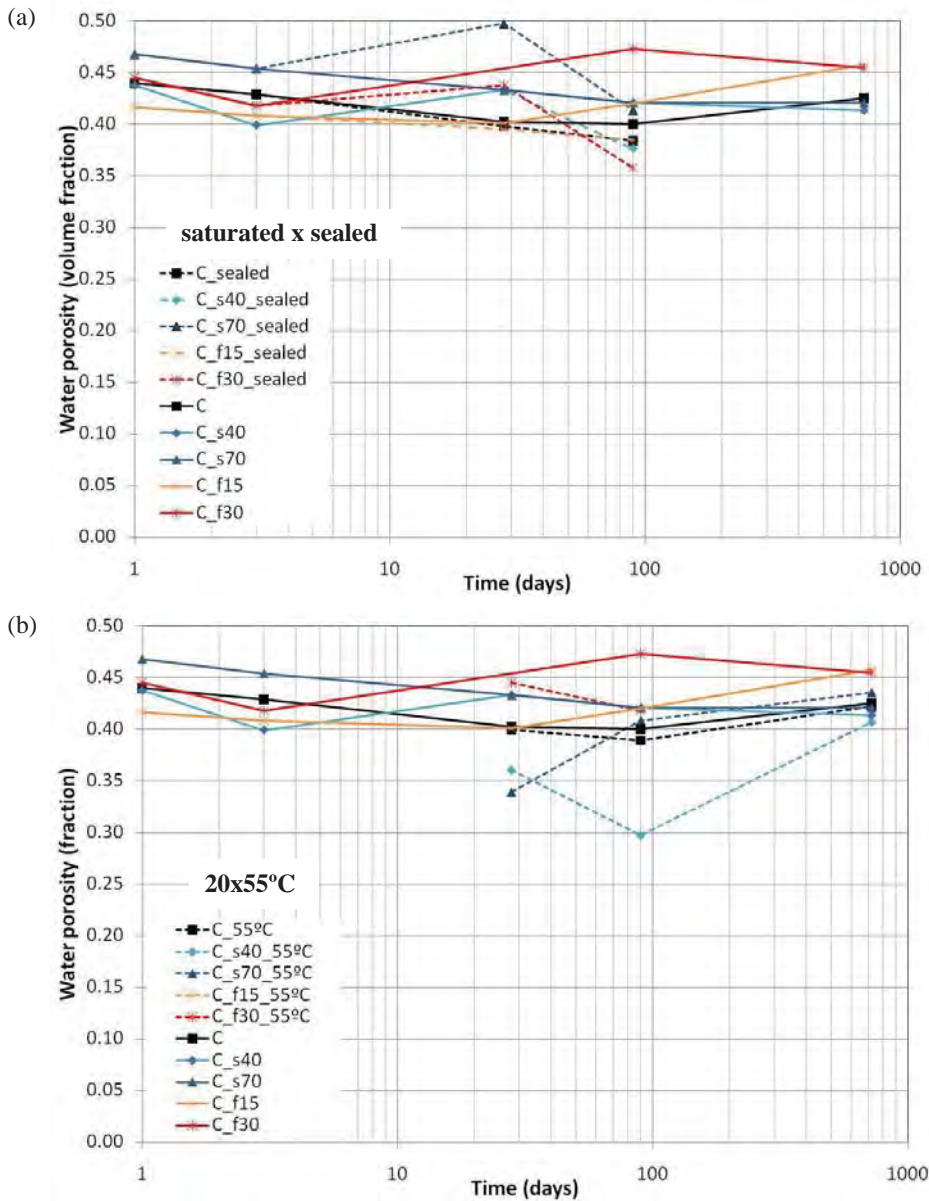 (a)
0.50
0.45
0.40
0.35
0.30
0.25
0.20
0.15
0.10
0.05
0.00
Water porosity (volume fraction)
saturated x sealed
C_sealed
C_s40_sealed
C_s70_sealed
C_f15_sealed
C_f30_sealed
C
C_s40
C_s70
C_f15
C_f30
1
10
100
1000
Time (days)
(b)
0.50
0.45
0.40
0.35
0.30
0.25
0.20
0.15
0.10
0.05
0.00
Water porosity (fraction)
20x55ºC
C_55ºC
C_s40_55ºC
C_s70_55ºC
C_f15_55ºC
C_f30_55ºC
C
C_s40
C_s70
C_f15
C_f30
1
10
100
1000
Time (days)